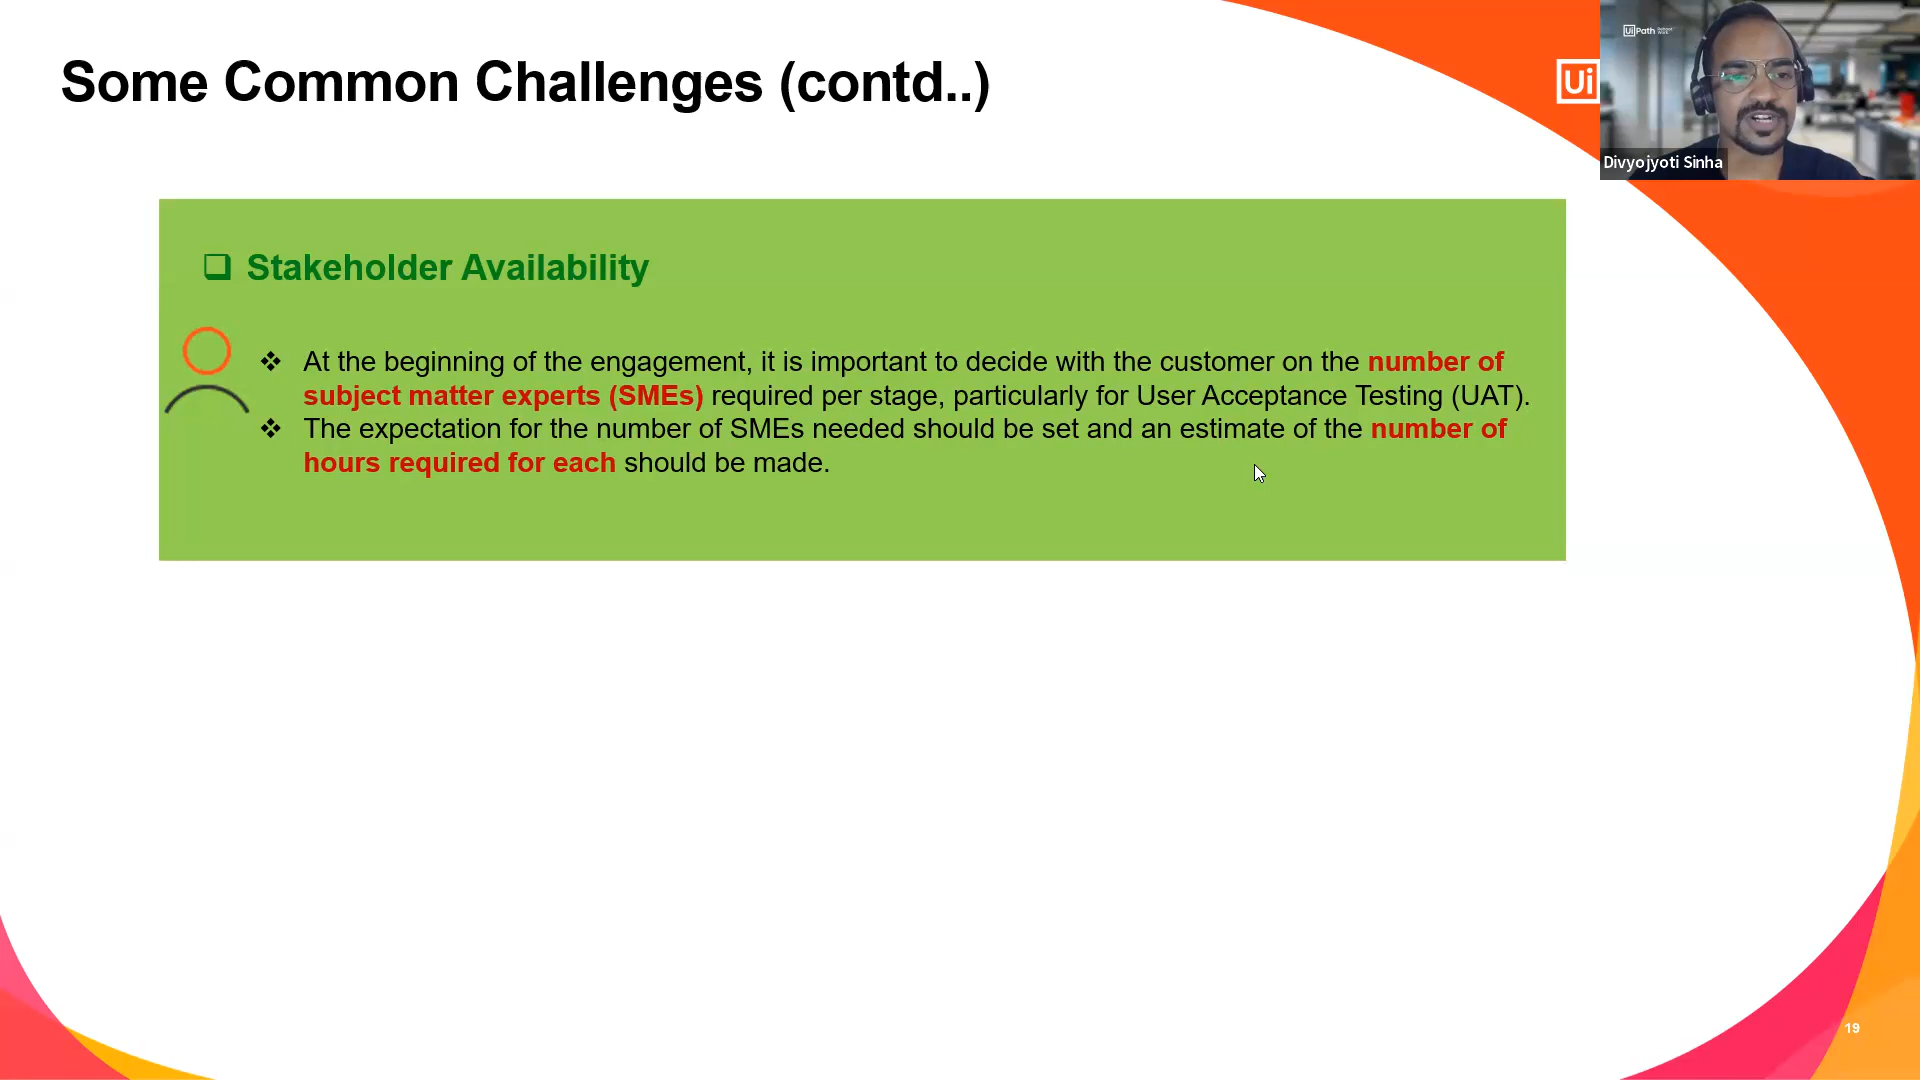 Some Common Challenges (contd..)
Ui
UiPath
Divyojyoti Sinha
Stakeholder Availability
At the beginning of the engagement, it is important to decide with the customer on the number of
subject matter experts (SMEs) required per stage, particularly for User Acceptance Testing (UAT).
The expectation for the number of SMEs needed should be set and an estimate of the number of
hours required for each should be made.
19